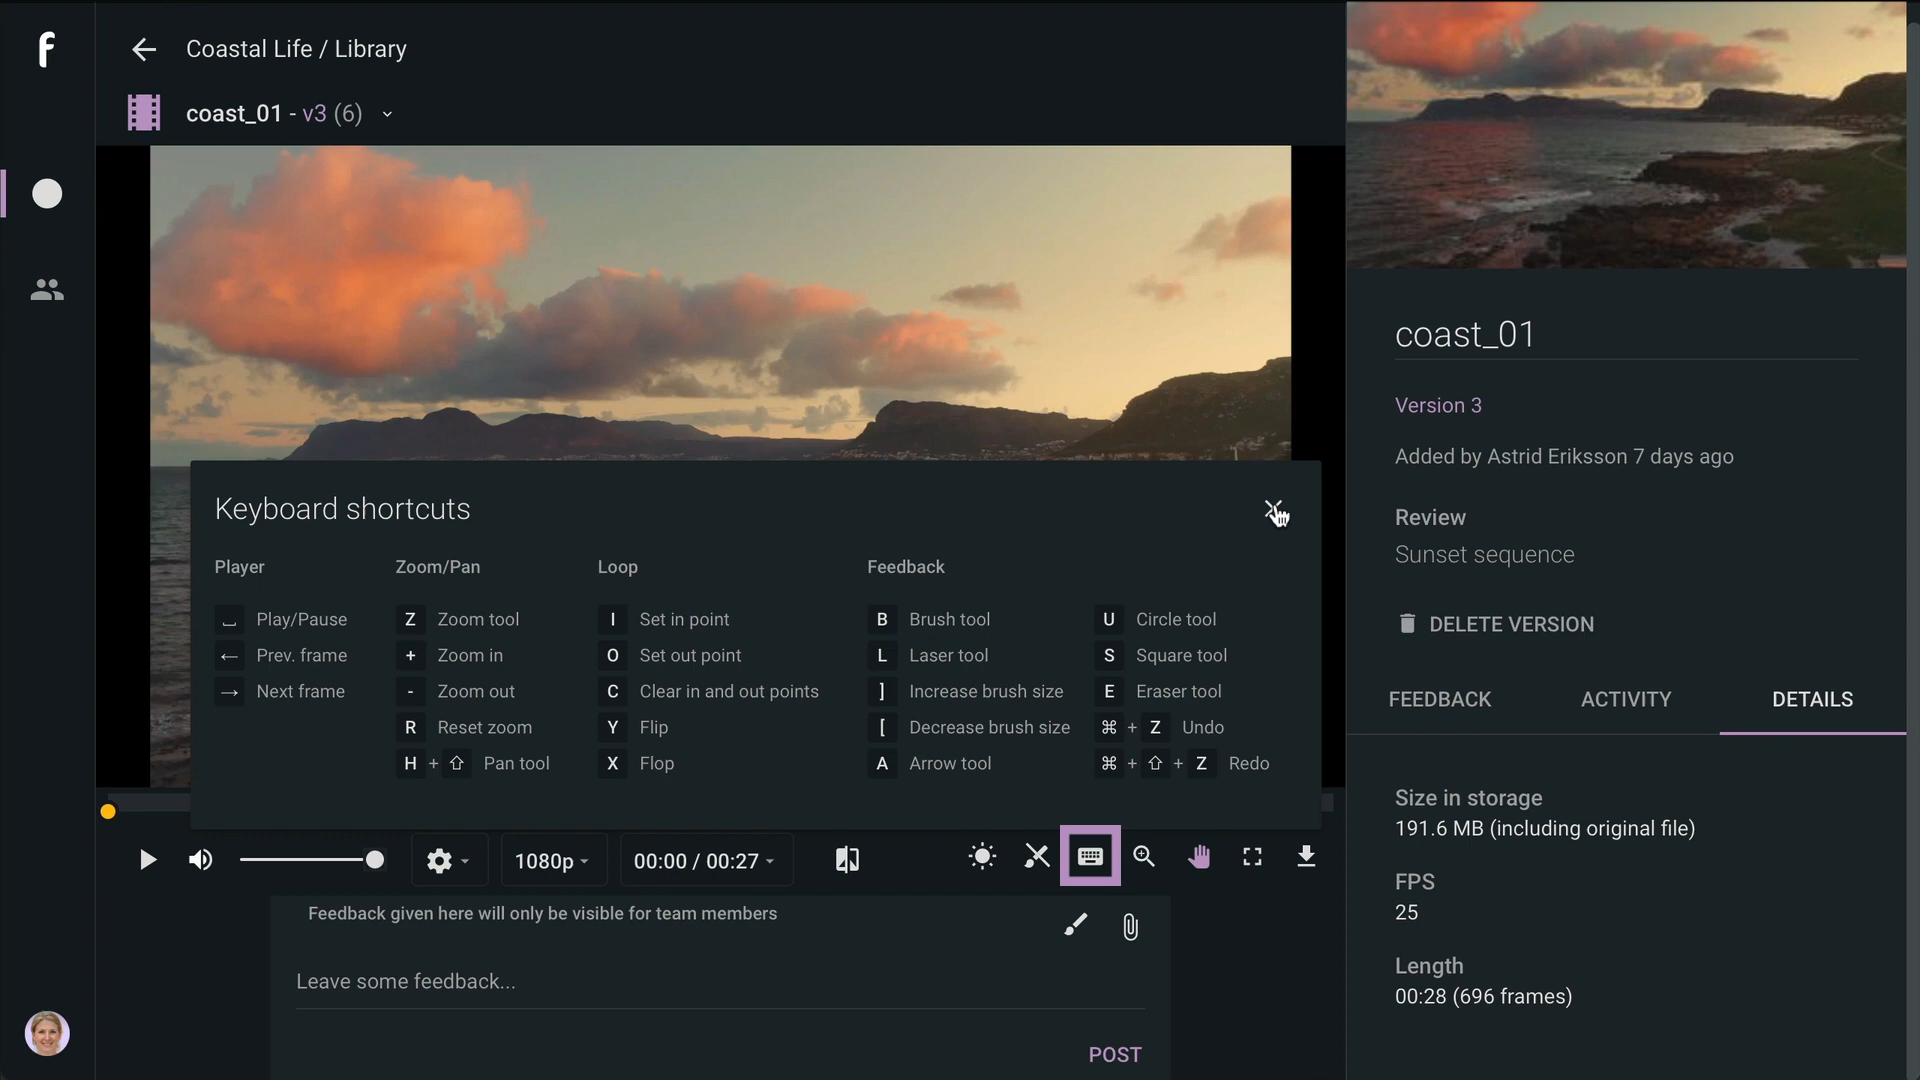 f
Coastal Life / Library
coast_01 - v3 (6)
Keyboard shortcuts
Player
Play/Pause
← Prev. frame
→ Next frame
Zoom/Pan
Z Zoom tool
+ Zoom in
- Zoom out
R Reset zoom
H + ⇧ Pan tool
Loop
I Set in point
O Set out point
C Clear in and out points
Y Flip
X Flop
Feedback
B Brush tool
L Laser tool
] Increase brush size
[ Decrease brush size
A Arrow tool
U Circle tool
S Square tool
E Eraser tool
⌘ + Z Undo
⌘ + ⇧ + Z Redo
1080p
00:00 / 00:27
Feedback given here will only be visible for team members
Leave some feedback...
POST
coast_01
Version 3
Added by Astrid Eriksson 7 days ago
Review
Sunset sequence
DELETE VERSION
FEEDBACK
ACTIVITY
DETAILS
Size in storage
191.6 MB (including original file)
FPS
25
Length
00:28 (696 frames)